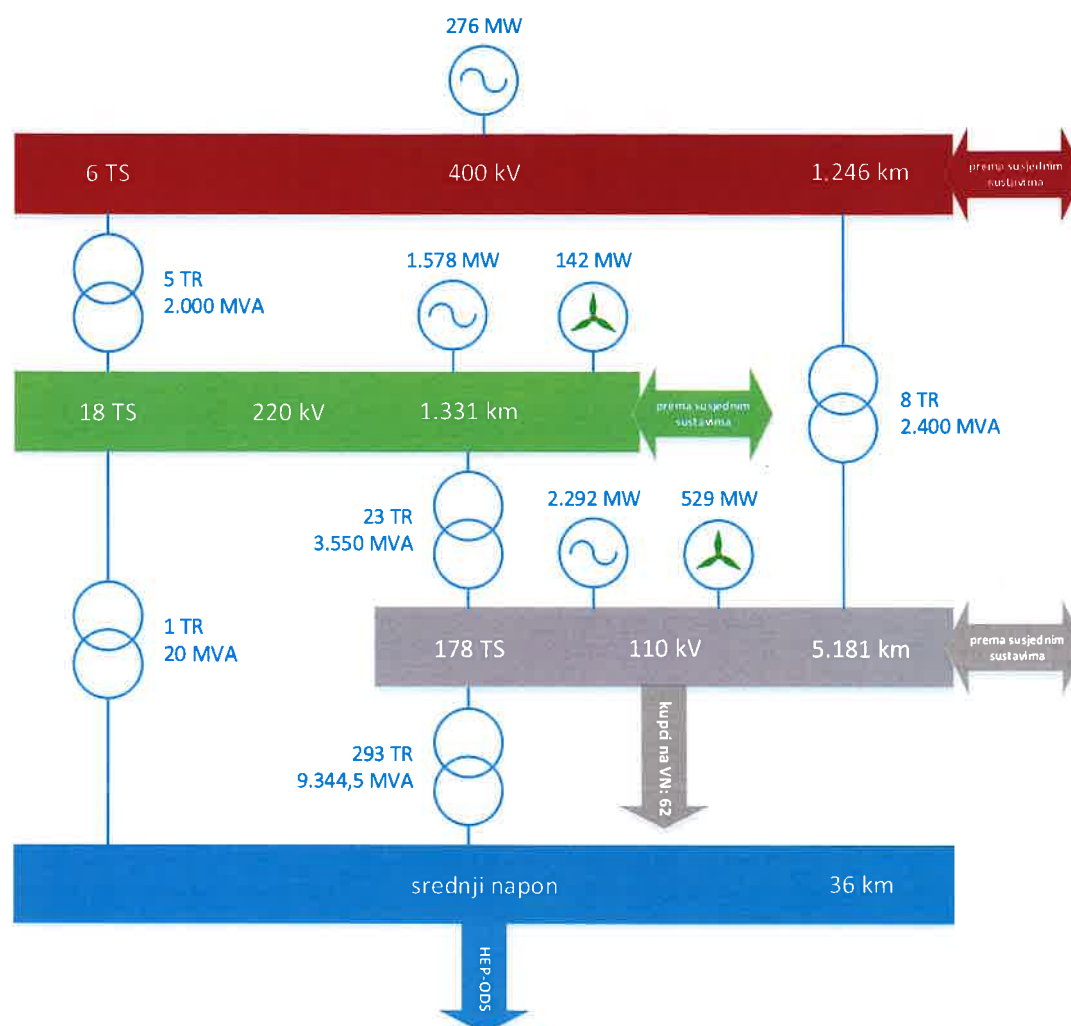 276 MW
6 TS
400 kV
1.246 km
prema susjednim
sustavima
5 TR
2.000 MVA
1.578 MW
142 MW
18 TS
220 kV
1.331 km
prema susjednim
sustavima
8 TR
2.400 MVA
23 TR
3.550 MVA
2.292 MW
529 MW
1 TR
20 MVA
178 TS
110 kV
5.181 km
prema susjednim
sustavima
293 TR
9.344,5 MVA
kupci na VN: 62
srednji napon
36 km
HEP-ODS